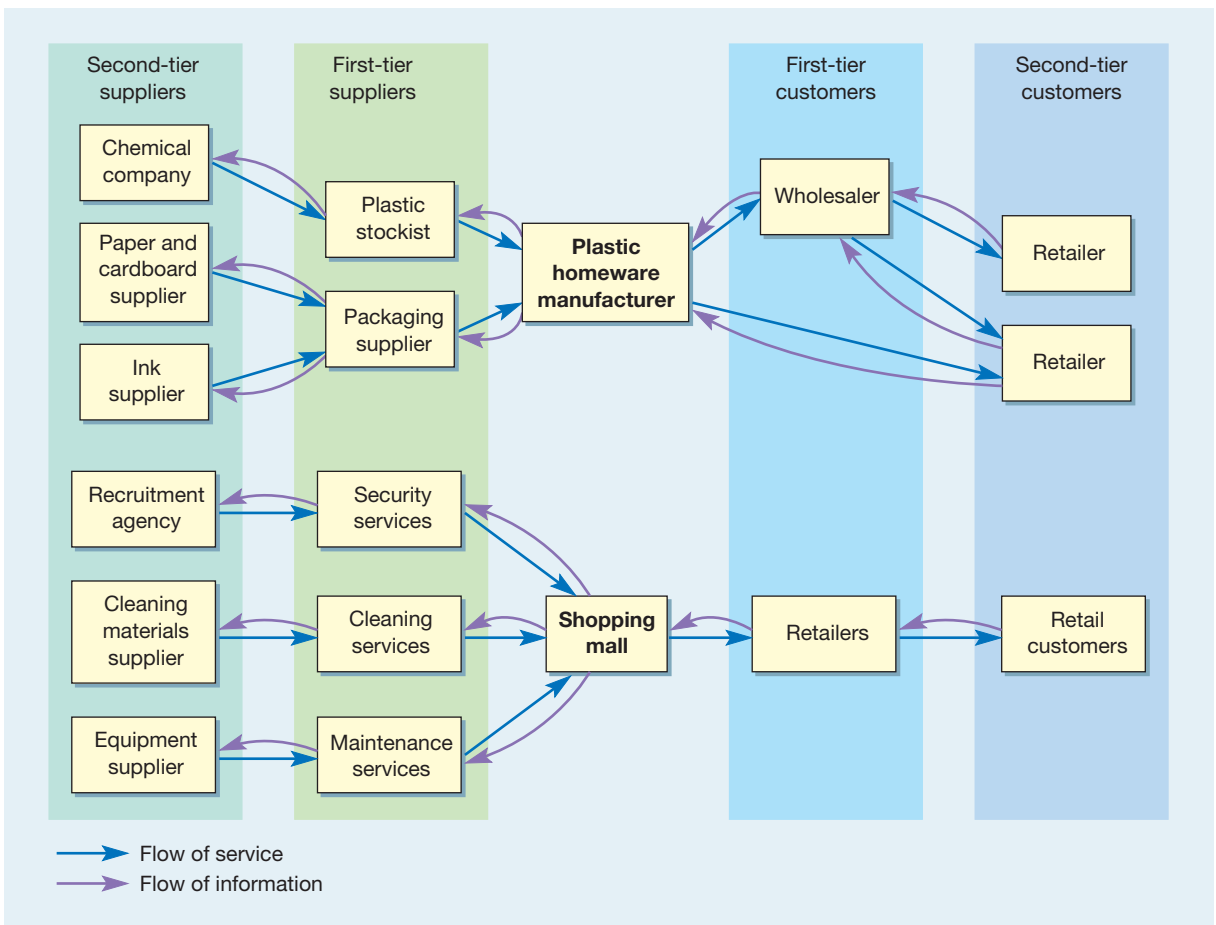 Second-tier
suppliers
First-tier
suppliers
First-tier
customers
Second-tier
customers
Chemical
company
Paper and
cardboard
supplier
Ink
supplier
Plastic
stockist
Packaging
supplier
Plastic
homeware
manufacturer
Wholesaler
Retailer
Retailer
Recruitment
agency
Cleaning
materials
supplier
Equipment
supplier
Security
services
Cleaning
services
Maintenance
services
Shopping
mall
Retailers
Retail
customers
Flow of service
Flow of information